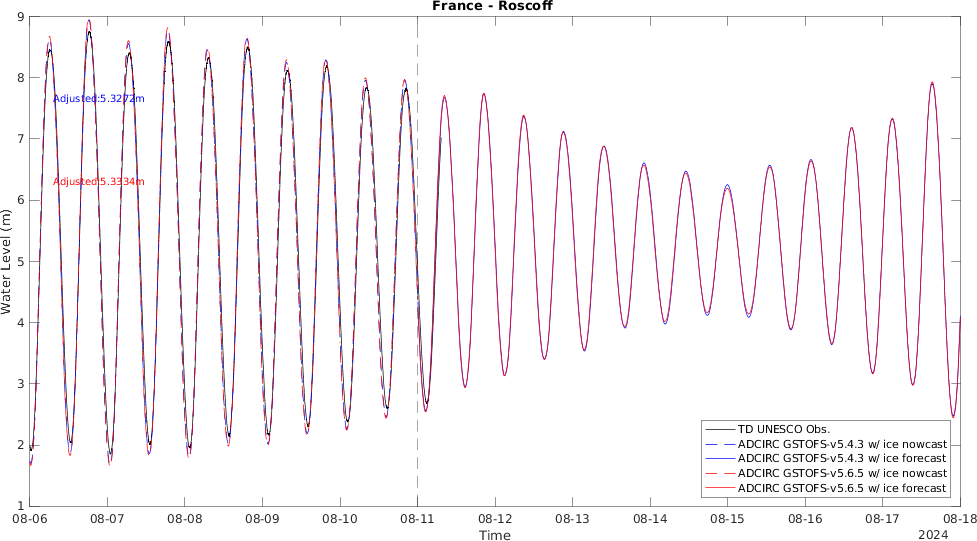 France - Roscoff
9
8
7
6
5
4
3
2
1
Water Level (m)
Adjusted:5.3272m
Adjusted:5.3334m
TD UNESCO Obs.
ADCIRC GSTOFS-v5.4.3 w/ ice nowcast
ADCIRC GSTOFS-v5.4.3 w/ ice forecast
ADCIRC GSTOFS-v5.6.5 w/ ice nowcast
ADCIRC GSTOFS-v5.6.5 w/ ice forecast
08-06 08-07 08-08 08-09 08-10 08-11 08-12 08-13 08-14 08-15 08-16 08-17 08-18
Time
2024